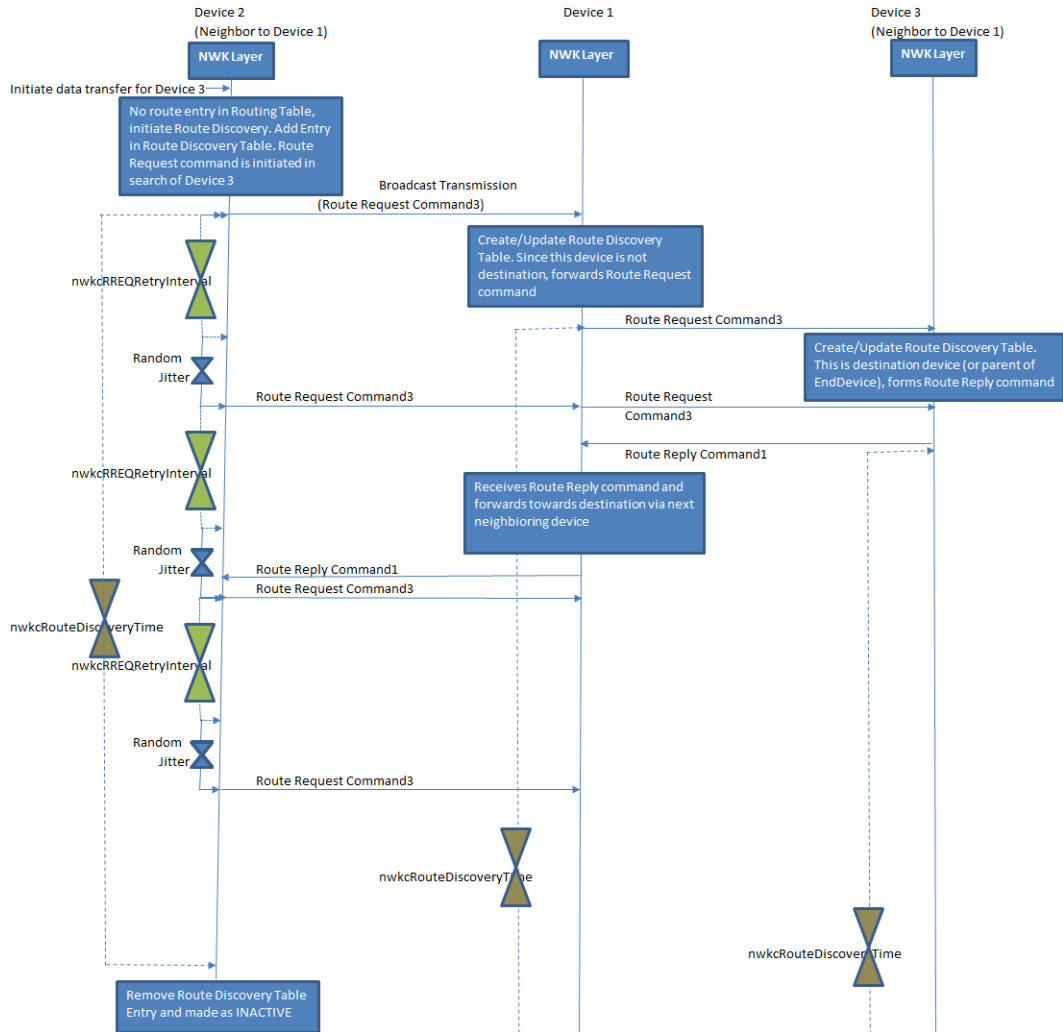 Device 2
(Neighbor to Device 1)
Device 1
Device 3
(Neighbor to Device 1)
NWK Layer
NWK Layer
NWK Layer
Initiate data transfer for Device 3
No route entry in Routing Table,
initiate Route Discovery. Add Entry
in Route Discovery Table. Route
Request command is initiated in
search of Device 3
Broadcast Transmission
(Route Request Command3)
Create/Update Route Discovery
Table. Since this device is not
destination, forwards Route Request
command
nwkcRREQRetryInterval
Route Request Command3
Create/Update Route Discovery Table.
This is destination device (or parent of
EndDevice), forms Route Reply command
Random
Jitter
Route Request Command3
Route Request
Command3
Route Reply Command1
nwkcRREQRetryInterval
Receives Route Reply command and
forwards towards destination via next
neighbioring device
Random
Jitter
Route Reply Command1
Route Request Command3
nwkcRouteDiscoveryTime
nwkcRREQRetryInterval
Random
Jitter
Route Request Command3
nwkcRouteDiscoveryTime
nwkcRouteDiscoveryTime
Remove Route Discovery Table
Entry and made as INACTIVE